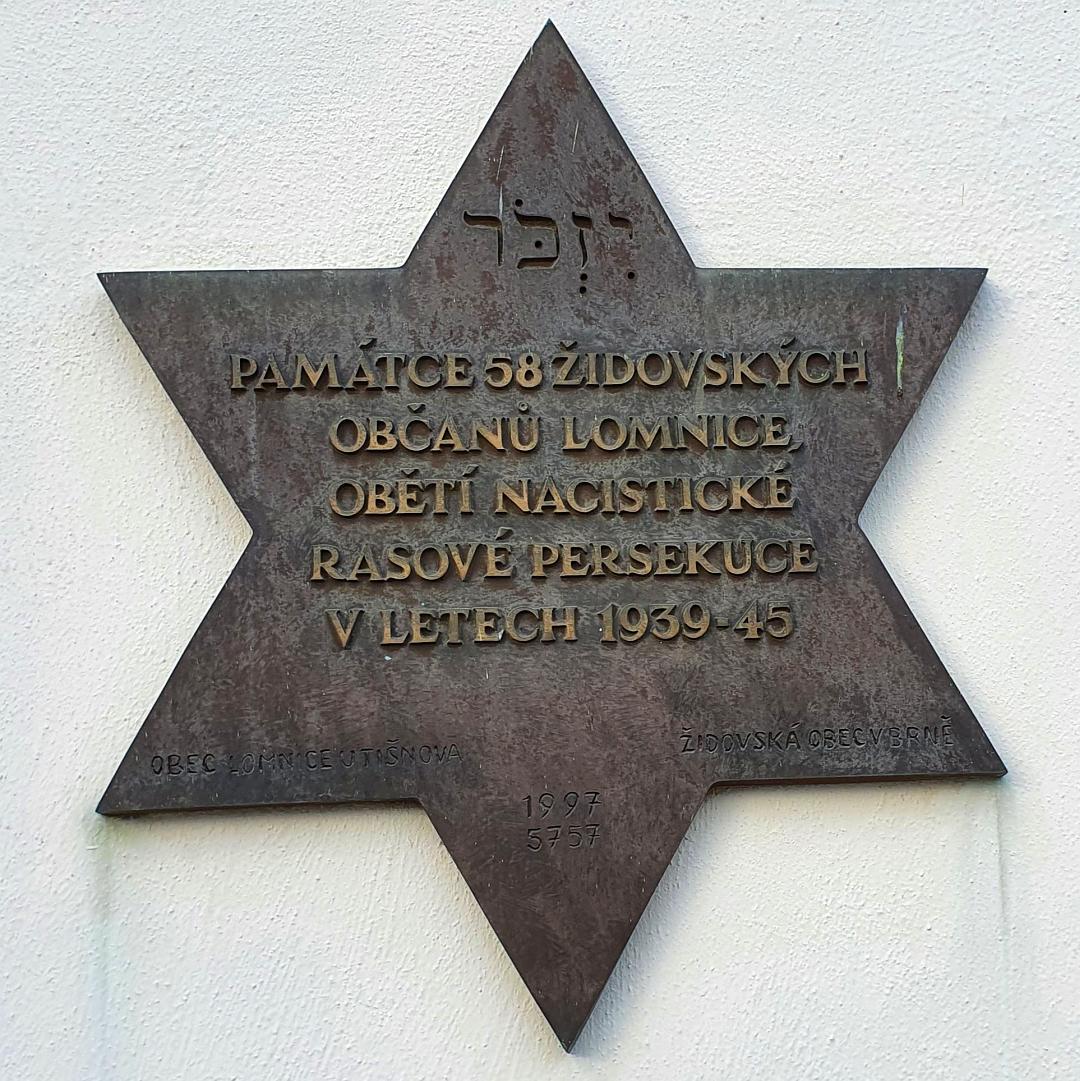 יִזְכֹּר
PAMÁTCE 58 ŽIDOVSKÝCH
OBČANŮ LOMNICE,
OBĚTÍ NACISTICKÉ
RASOVÉ PERSEKUCE
V LETECH 1939-45
OBEC LOMNICE U TIŠNOVA
ŽIDOVSKÁ OBEC V BRNĚ
1997
5757